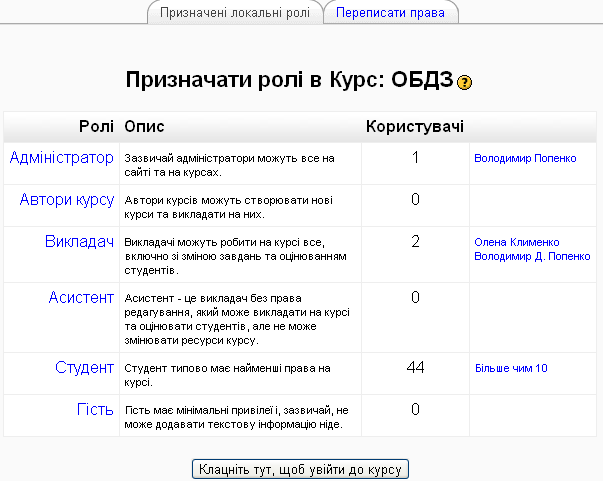 Призначені локальні ролі Переписати права
Призначати ролі в Курс: ОБДЗ
Ролі Опис Користувачі
Адміністратор Зазвичай адміністратори можуть все на сайті та на курсах. 1 Володимир Попенко
Автори курсу Автори курсів можуть створювати нові курси та викладати на них. 0
Викладач Викладачі можуть робити на курсі все, включно зі зміною завдань та оцінюванням студентів. 2 Олена Клименко Володимир Д. Попенко
Асистент Асистент - це викладач без права редагування, який може викладати на курсі та оцінювати студентів, але не може змінювати ресурси курсу. 0
Студент Студент типово має найменші права на курсі. 44 Більше чим 10
Гість Гість має мінімальні привілеї і, зазвичай, не може додавати текстову інформацію ніде. 0
Клацніть тут, щоб увійти до курсу